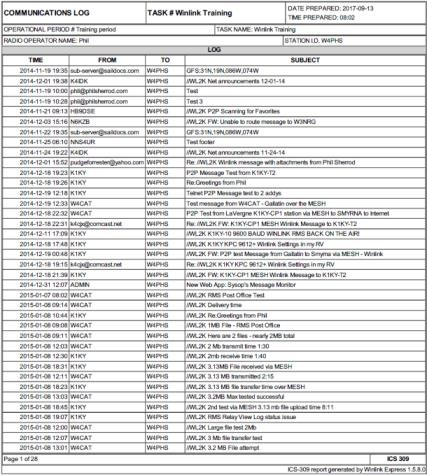 COMMUNICATIONS LOG TASK # Winlink Training DATE PREPARED: 2017-09-13
TIME PREPARED: 08:02
OPERATIONAL PERIOD # Training period TASK NAME: Winlink Training
RADIO OPERATOR NAME: Phil STATION I.D. W4PHS
LOG
TIME FROM TO SUBJECT
2014-11-19 19:35 sub-server@saildocs.com W4PHS GFS:31N,19N,086W,074W
2014-12-01 19:38 K4IDK W4PHS //WL2K Net announcements 12-01-14
2014-11-19 10:00 phil@philsherrod.com W4PHS Test
2014-11-19 10:28 phil@philsherrod.com W4PHS Test 3
2014-11-21 09:13 HB9DSE W4PHS //WL2K P2P Scanning for Favorites
2014-12-03 15:16 N6KZB W4PHS //WL2K FW: Unable to route message to W3NRG
2014-11-22 19:35 sub-server@saildocs.com W4PHS GFS:31N,19N,086W,074W
2014-11-25 06:10 NNS4UR W4PHS Test footer
2014-11-24 19:22 K4IDK W4PHS //WL2K Net announcements 11-24-14
2014-12-01 15:52 pudgeforrester@yahoo.com W4PHS Re: //WL2K Winlink message with attachments from Phil Sherrod
2014-12-18 19:23 K1KY W4PHS P2P Message Test from K1KY-T2
2014-12-18 19:26 K1KY W4PHS Re:Greetings from Phil
2014-12-19 12:18 K1KY W4PHS Telnet P2P Message test to 2 addys
2014-12-19 12:33 W4CAT W4PHS Test message from W4CAT - Gallatin over the MESH
2014-12-18 22:32 W4CAT W4PHS P2P Test from LaVergne K1KY-CP1 station via MESH to SMYRNA to Internet
2014-12-18 22:31 k4cjx@comcast.net W4PHS Re: //WL2K FW: K1KY-CP1 MESH Winlink Message to K1KY-T2
2014-12-11 17:09 K1KY W4PHS //WL2K K1KY-10 9600 BAUD WINLINK RMS BACK ON THE AIR!
2014-12-18 17:48 K1KY W4PHS //WL2K K1KY KPC 9612+ Winlink Settings in my RV
2014-12-19 00:48 K1KY W4PHS //WL2K FW: P2P test Message from Gallatin to Smyrna via MESH - Winlink
2014-12-18 19:15 k4cjx@comcast.net W4PHS Re: //WL2K K1KY KPC 9612+ Winlink Settings in my RV
2014-12-18 21:39 K1KY W4PHS //WL2K FW: K1KY-CP1 MESH Winlink Message to K1KY-T2
2014-12-31 12:07 ADMIN W4PHS New Web App: Sysop's Message Monitor
2015-01-07 08:02 W4CAT W4PHS //WL2K RMS Post Office Test
2015-01-08 09:14 W4CAT W4PHS //WL2K Delivery time
2015-01-08 10:44 K1KY W4PHS //WL2K Re:Greetings from Phil
2015-01-08 09:08 W4CAT W4PHS //WL2K 1MB File - RMS Post Office
2015-01-08 09:11 W4CAT W4PHS //WL2K Here are 2 files - nearly 2MB total
2015-01-08 12:03 W4CAT W4PHS //WL2K 2 Mb transmit time 1:30
2015-01-08 12:30 K1KY W4PHS //WL2K 2mb receive time 1:40
2015-01-08 18:31 K1KY W4PHS //WL2K 3.13MB File received via MESH
2015-01-08 12:11 W4CAT W4PHS //WL2K 3.13 MB transmitted 2:15
2015-01-08 18:23 K1KY W4PHS //WL2K 3.13 MB file transfer time over MESH
2015-01-08 13:03 W4CAT W4PHS //WL2K 3.2MB Max tested successful
2015-01-08 18:45 K1KY W4PHS //WL2K 2nd test via MESH 3.13 mb file upload time 8:11
2015-01-08 19:07 K1KY W4PHS //WL2K RMS Relay View Log status issue
2015-01-08 12:00 W4CAT W4PHS //WL2K Large file test 2Mb
2015-01-08 12:07 W4CAT W4PHS //WL2K 3 Mb file transfer test
2015-01-08 13:01 W4CAT W4PHS //WL2K 3.2 MB File attempt
Page 1 of 28 ICS 309
ICS-309 report generated by Winlink Express 1.5.8.0